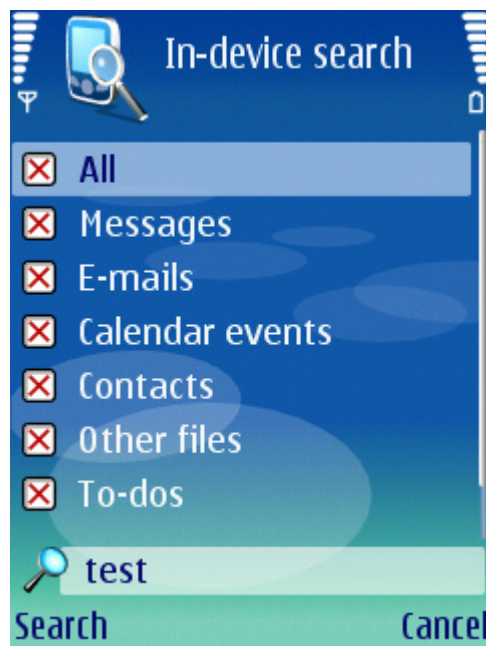 In-device search
All
Messages
E-mails
Calendar events
Contacts
Other files
To-dos
test
Search Cancel